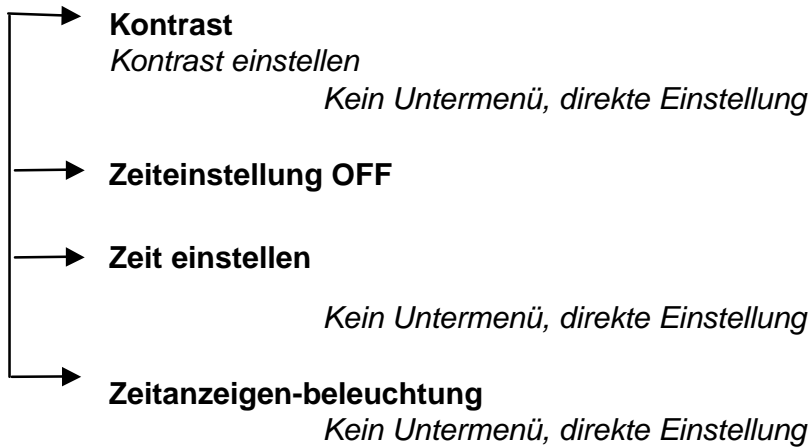 Kontrast
Kontrast einstellen
Kein Untermenü, direkte Einstellung
Zeiteinstellung OFF
Zeit einstellen
Kein Untermenü, direkte Einstellung
Zeitanzeigen-beleuchtung
Kein Untermenü, direkte Einstellung